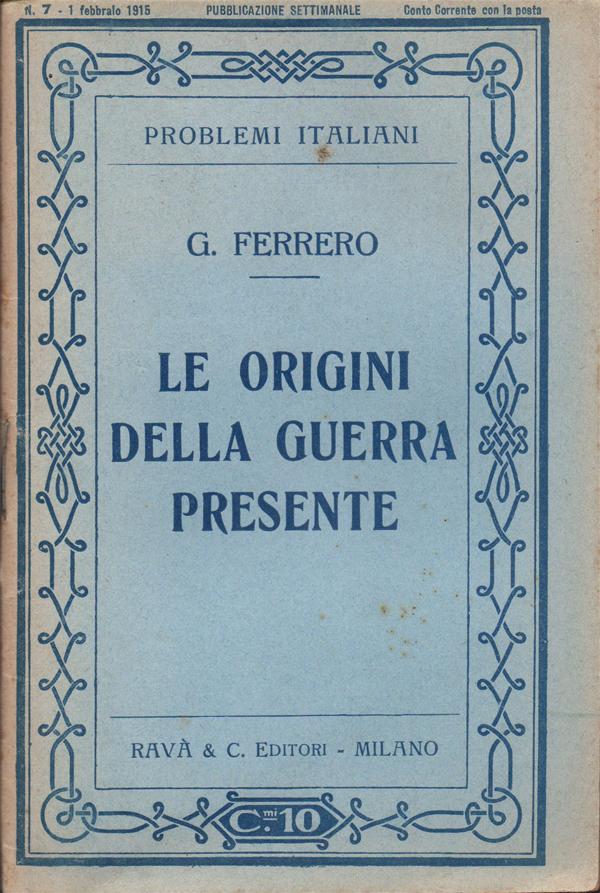 N. 7 - 1 febbraio 1915 PUBBLICAZIONE SETTIMANALE Conto Corrente con la posta
PROBLEMI ITALIANI
G. FERRERO
LE ORIGINI
DELLA GUERRA
PRESENTE
RAVÀ & C. EDITORI - MILANO
C.mi 10